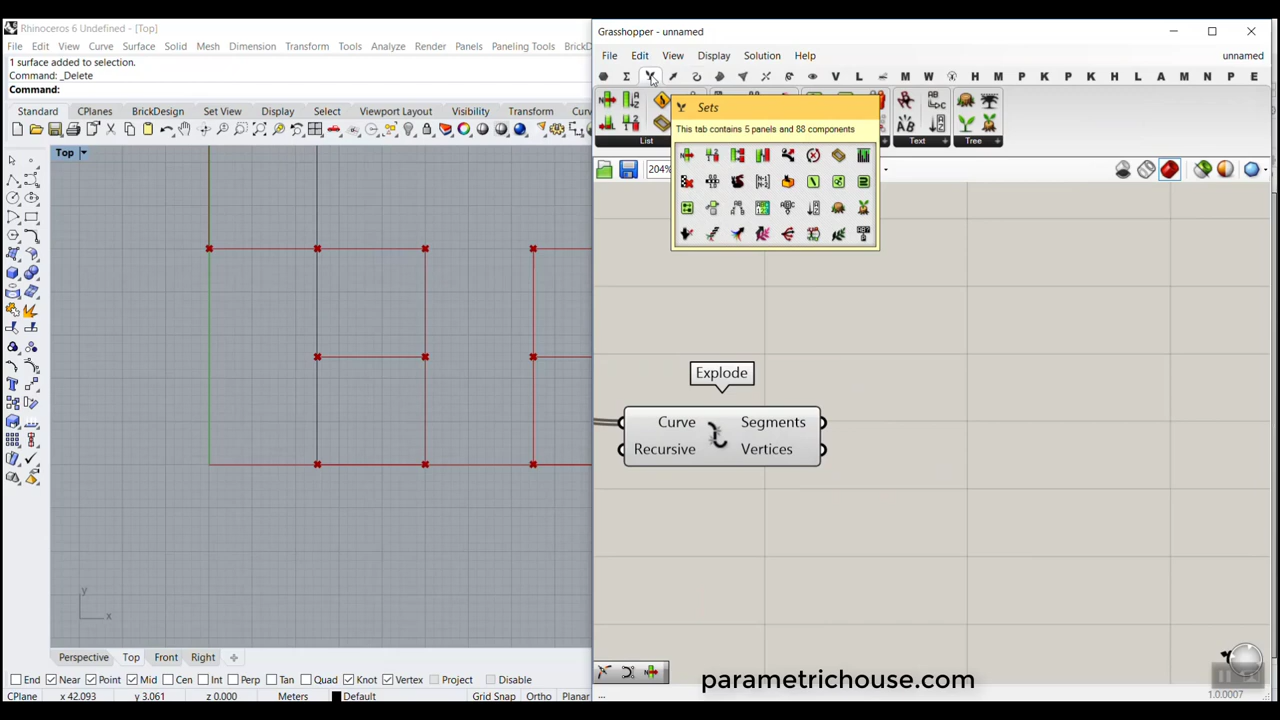 Rhinoceros 6 Undefined - [Top]
File Edit View Curve Surface Solid Mesh Dimension Transform Tools Analyze Render Panels Paneling Tools BrickD
1 surface added to selection.
Command: _Delete
Command:
Standard CPlanes BrickDesign Set View Display Select Viewport Layout Visibility Transform Cu
Top
y
x
Perspective Top Front Right
End Near Point Mid Cen Int Perp Tan Quad Knot Vertex Project Disable
CPlane x 42.093 y 3.061 z 0.000 Meters Default Grid Snap Ortho Planar
Grasshopper - unnamed
File Edit View Display Solution Help unnamed
V L M W H M P K P K H L A M N P E
List Text Tree
Sets
This tab contains 5 panels and 88 components
204%
Explode
Curve Segments
Recursive Vertices
parametrichouse.com
1.0.0007